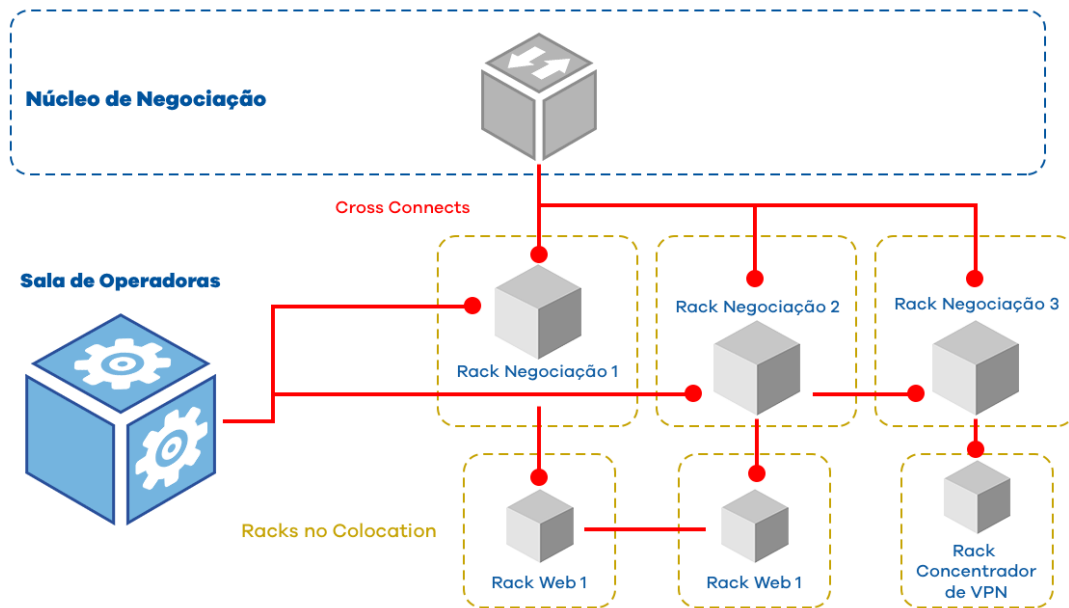 Núcleo de Negociação
Cross Connects
Sala de Operadoras
Rack Negociação 1
Rack Negociação 2
Rack Negociação 3
Racks no Colocation
Rack Web 1
Rack Web 1
Rack
Concentrador
de VPN